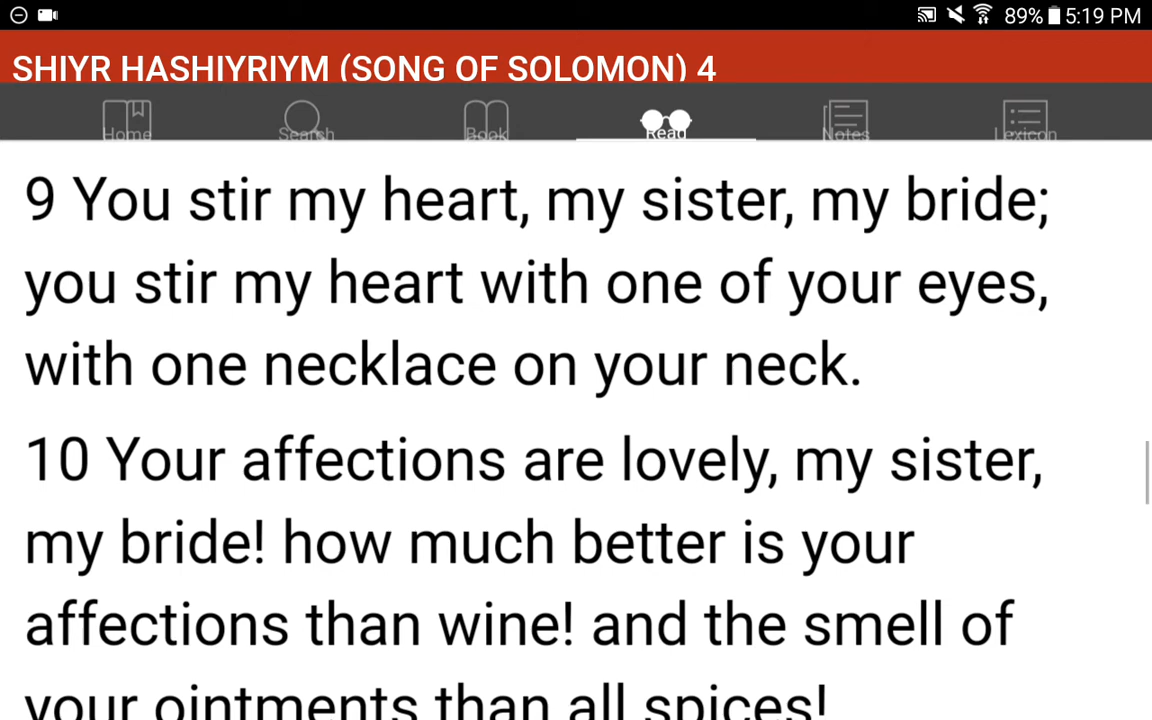 89% 5:19 PM
SHIYR HASHIYRIYM (SONG OF SOLOMON) 4
Home Search Book Read Notes Lexicon
9 You stir my heart, my sister, my bride;
you stir my heart with one of your eyes,
with one necklace on your neck.
10 Your affections are lovely, my sister,
my bride! how much better is your
affections than wine! and the smell of
your ointments than all spices!